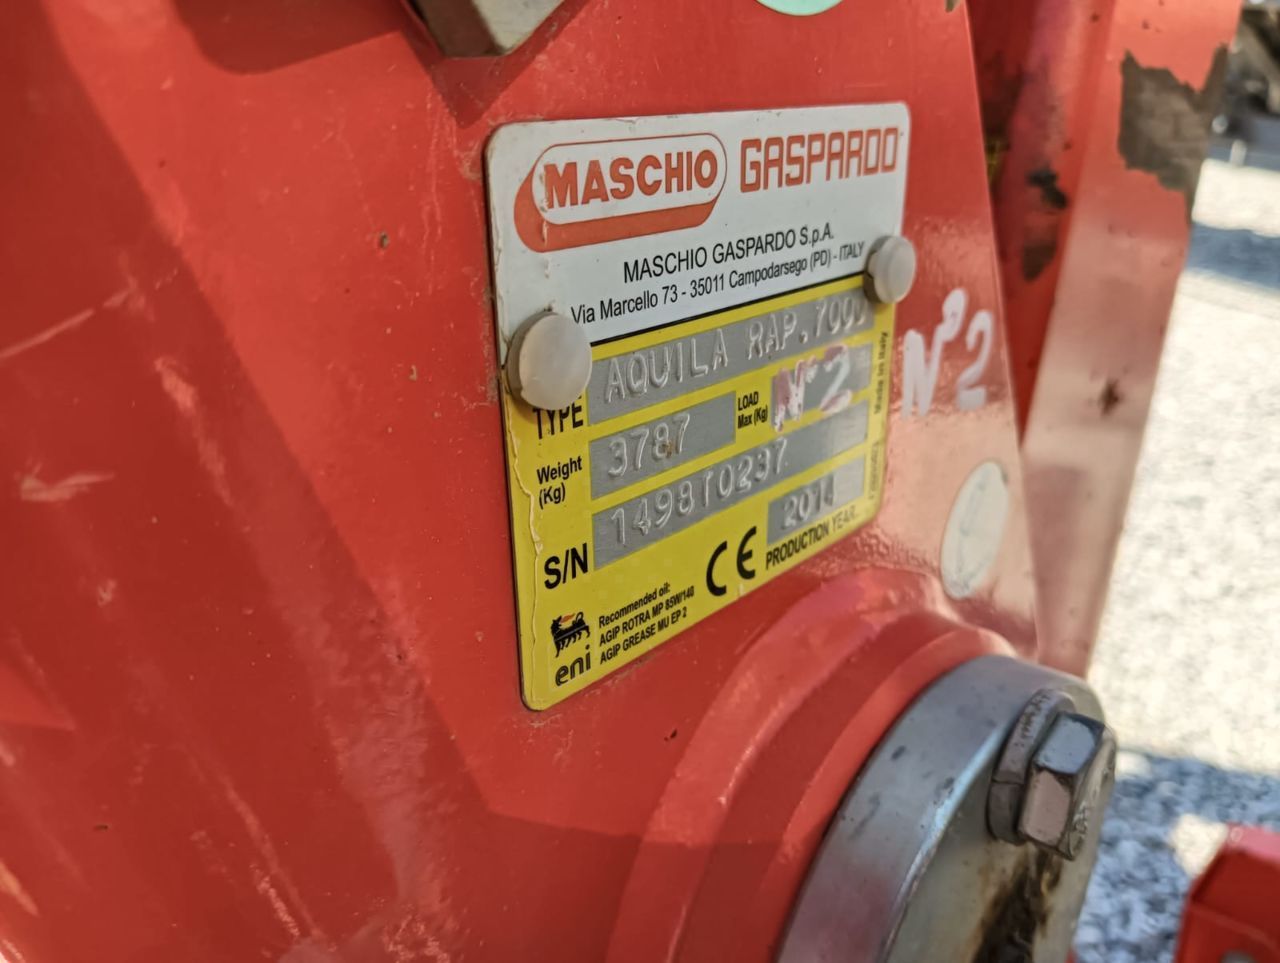 MASCHIO GASPARDO
MASCHIO GASPARDO S.p.A.
Via Marcello 73 - 35011 Campodarsego (PD) - ITALY
TYPE AQUILA RAP. 7000
Weight (Kg) 3787 LOAD Max (Kg) N°2
S/N 149810237
2014
CE PRODUCTION YEAR
Made in Italy
eni
Recommended oil:
AGIP ROTRA MP 85W/140
AGIP GREASE MU EP 2
N°2